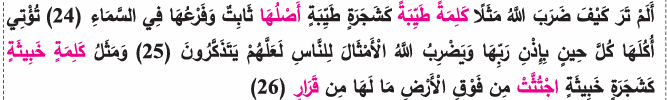 أَلَمْ تَرَ كَيْفَ ضَرَبَ اللَّهُ مَثَلًا كَلِمَةً طَيِّبَةً كَشَجَرَةٍ طَيِّبَةٍ أَصْلُهَا ثَابِتٌ وَفَرْعُهَا فِي السَّمَاءِ (24) تُؤْتِي
أُكُلَهَا كُلَّ حِينٍ بِإِذْنِ رَبِّهَا وَيَضْرِبُ اللَّهُ الْأَمْثَالَ لِلنَّاسِ لَعَلَّهُمْ يَتَذَكَّرُونَ (25) وَمَثَلُ كَلِمَةٍ خَبِيثَةٍ
كَشَجَرَةٍ خَبِيثَةٍ اجْتُثَّتْ مِن فَوْقِ الْأَرْضِ مَا لَهَا مِن قَرَارٍ (26)